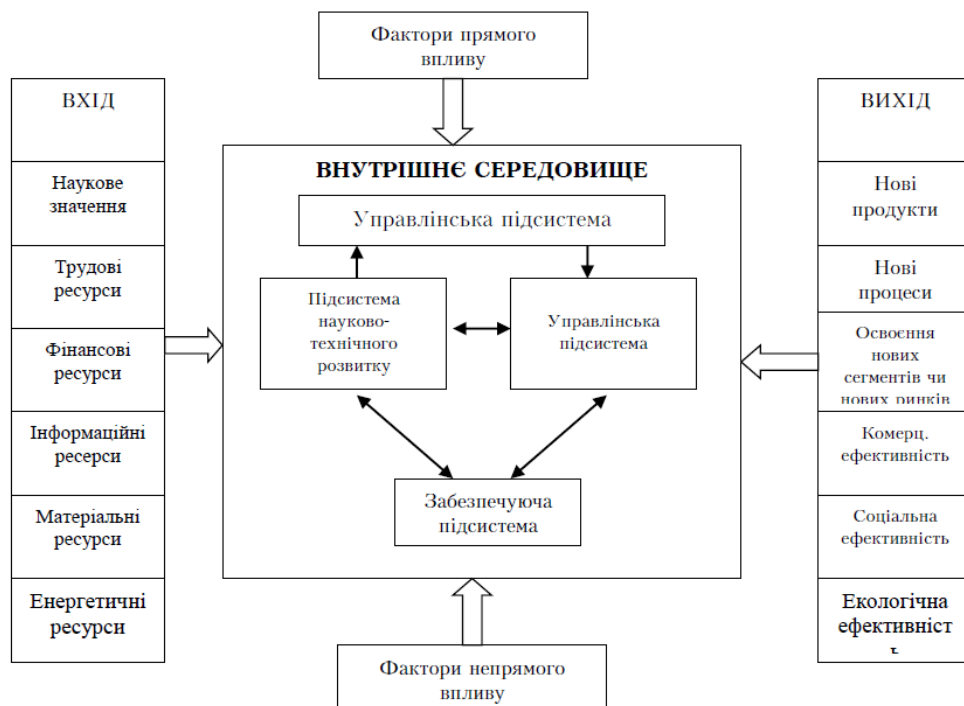 Фактори прямого
впливу
ВХІД
Наукове
значення
Трудові
ресурси
Фінансові
ресурси
Інформаційні
ресерси
Матеріальні
ресурси
Енергетичні
ресурси
ВНУТРІШНЄ СЕРЕДОВИЩЕ
Управлінська підсистема
Підсистема
науково-
технічного
розвитку
Управлінська
підсистема
Забезпечуюча
підсистема
ВИХІД
Нові
продукти
Нові
процеси
Освоєння
нових
сегментів чи
нових ринків
Комерц.
ефективність
Соціальна
ефективність
Екологічна
ефективніст
ь
Фактори непрямого
впливу